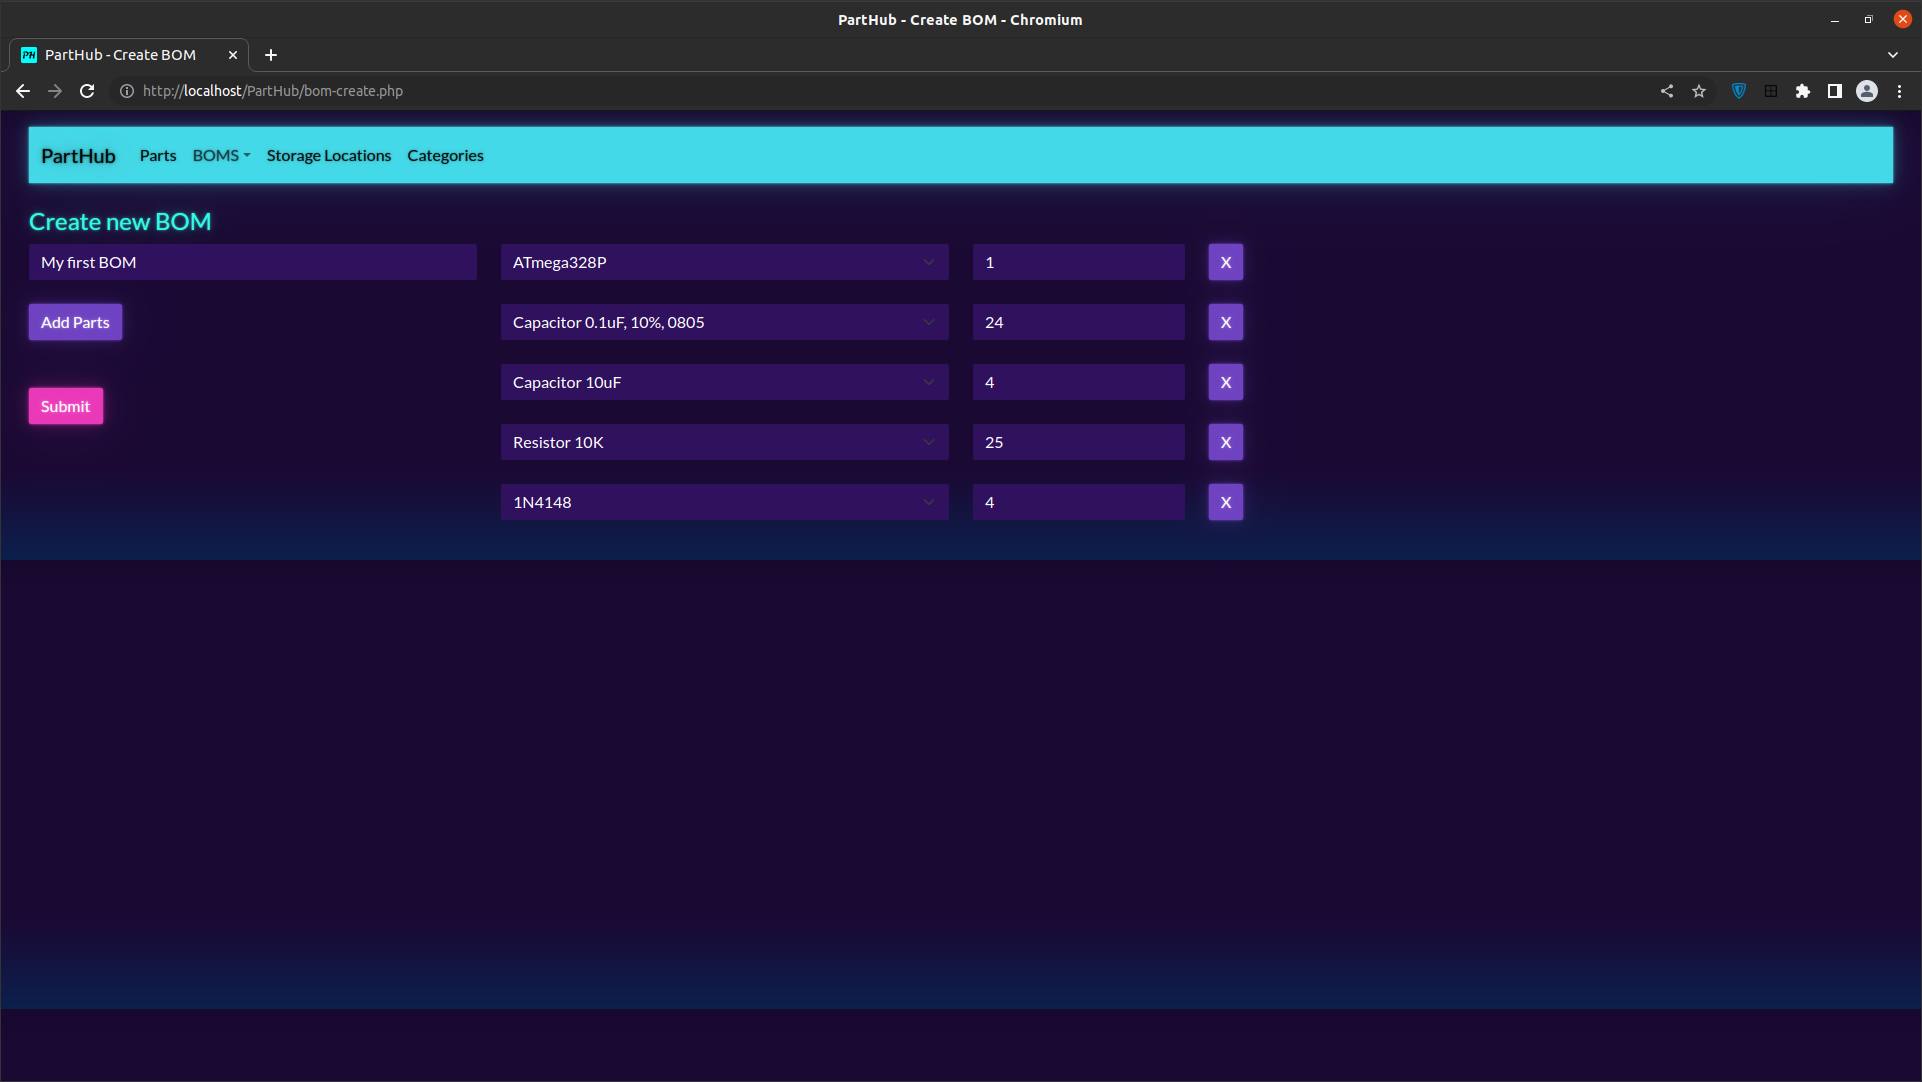 PartHub - Create BOM - Chromium
PH PartHub - Create BOM
http://localhost/PartHub/bom-create.php
PartHub Parts BOMS Storage Locations Categories
Create new BOM
My first BOM ATmega328P 1 X
Add Parts Capacitor 0.1uF, 10%, 0805 24 X
Capacitor 10uF 4 X
Submit
Resistor 10K 25 X
1N4148 4 X